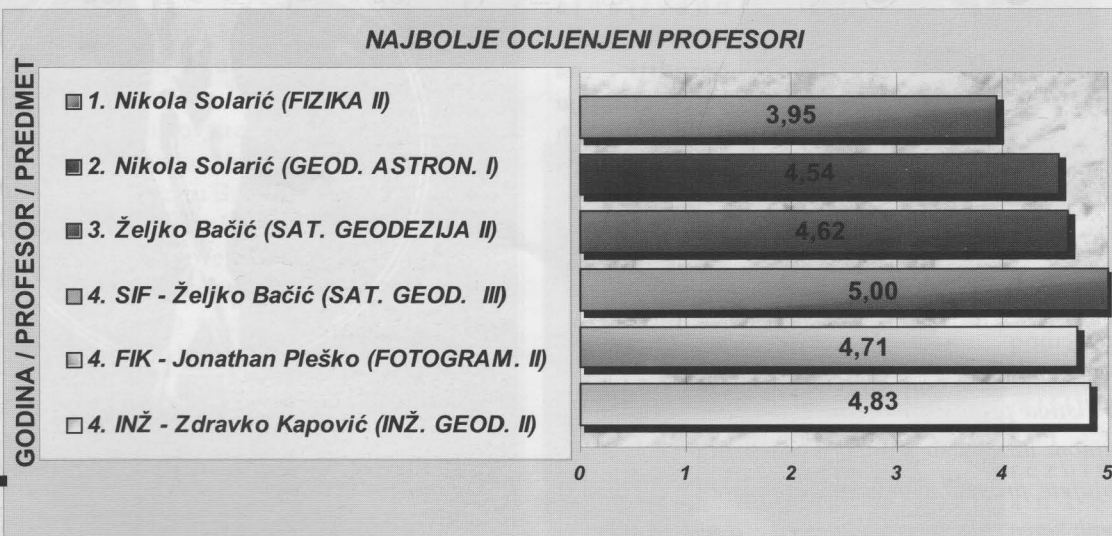 NAJBOLJE OCIJENJENI PROFESORI
GODINA / PROFESOR / PREDMET
1. Nikola Solarić (FIZIKA II)
3,95
2. Nikola Solarić (GEOD. ASTRON. I)
4,54
3. Željko Bačić (SAT. GEODEZIJA II)
4,62
4. SIF - Željko Bačić (SAT. GEOD. III)
5,00
4. FIK - Jonathan Pleško (FOTOGRAM. II)
4,71
4. INŽ - Zdravko Kapović (INŽ. GEOD. II)
4,83
0 1 2 3 4 5